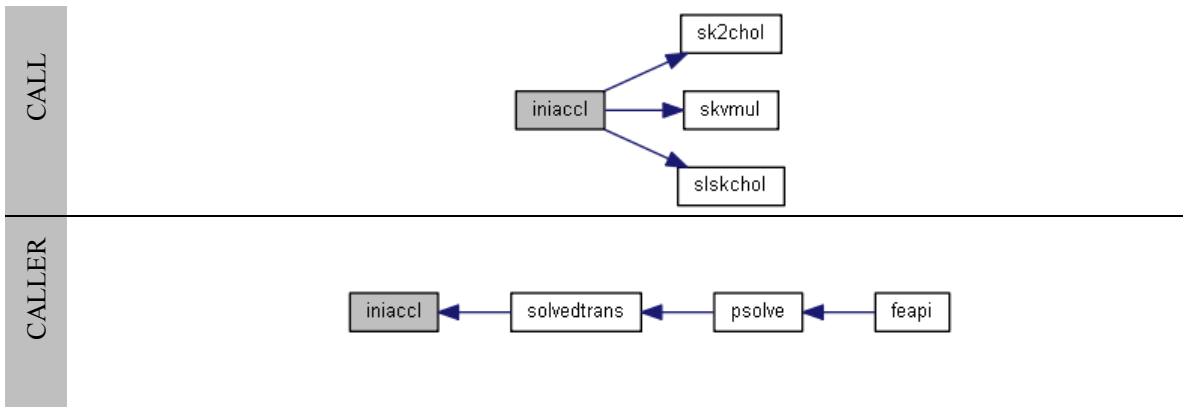 CALL
sk2chol
iniaccl
skvmul
slskchol
CALLER
iniaccl
solvedtrans
psolve
feapi